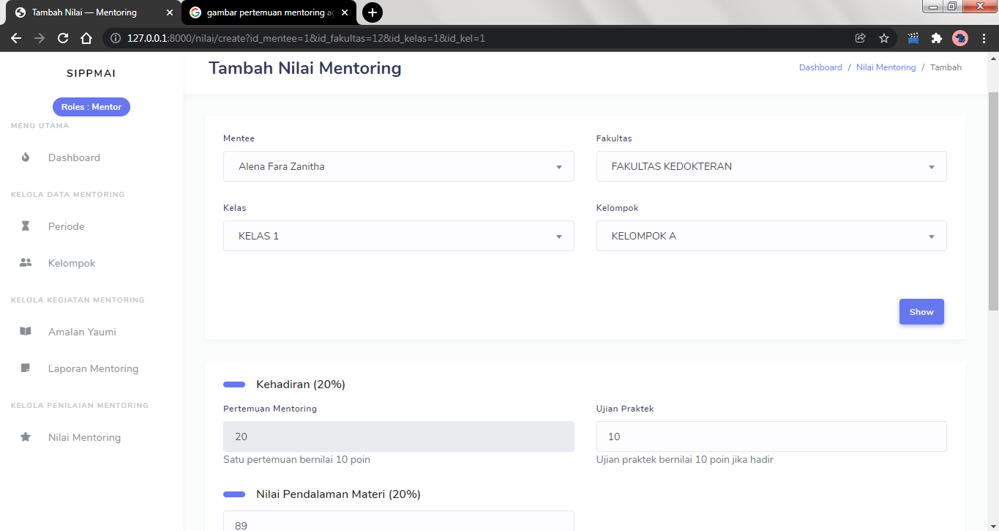 Tambah Nilai — Mentoring
gambar pertemuan mentoring ag
127.0.0.1:8000/nilai/create?id_mentee=1&id_fakultas=12&id_kelas=1&id_kel=1
SIPPMAI
Roles : Mentor
MENU UTAMA
Dashboard
KELOLA DATA MENTORING
Periode
Kelompok
KELOLA KEGIATAN MENTORING
Amalan Yaumi
Laporan Mentoring
KELOLA PENILAIAN MENTORING
Nilai Mentoring
Tambah Nilai Mentoring
Dashboard / Nilai Mentoring / Tambah
Mentee
Alena Fara Zanitha
Fakultas
FAKULTAS KEDOKTERAN
Kelas
KELAS 1
Kelompok
KELOMPOK A
Show
Kehadiran (20%)
Pertemuan Mentoring
20
Satu pertemuan bernilai 10 poin
Ujian Praktek
10
Ujian praktek bernilai 10 poin jika hadir
Nilai Pendalaman Materi (20%)
89